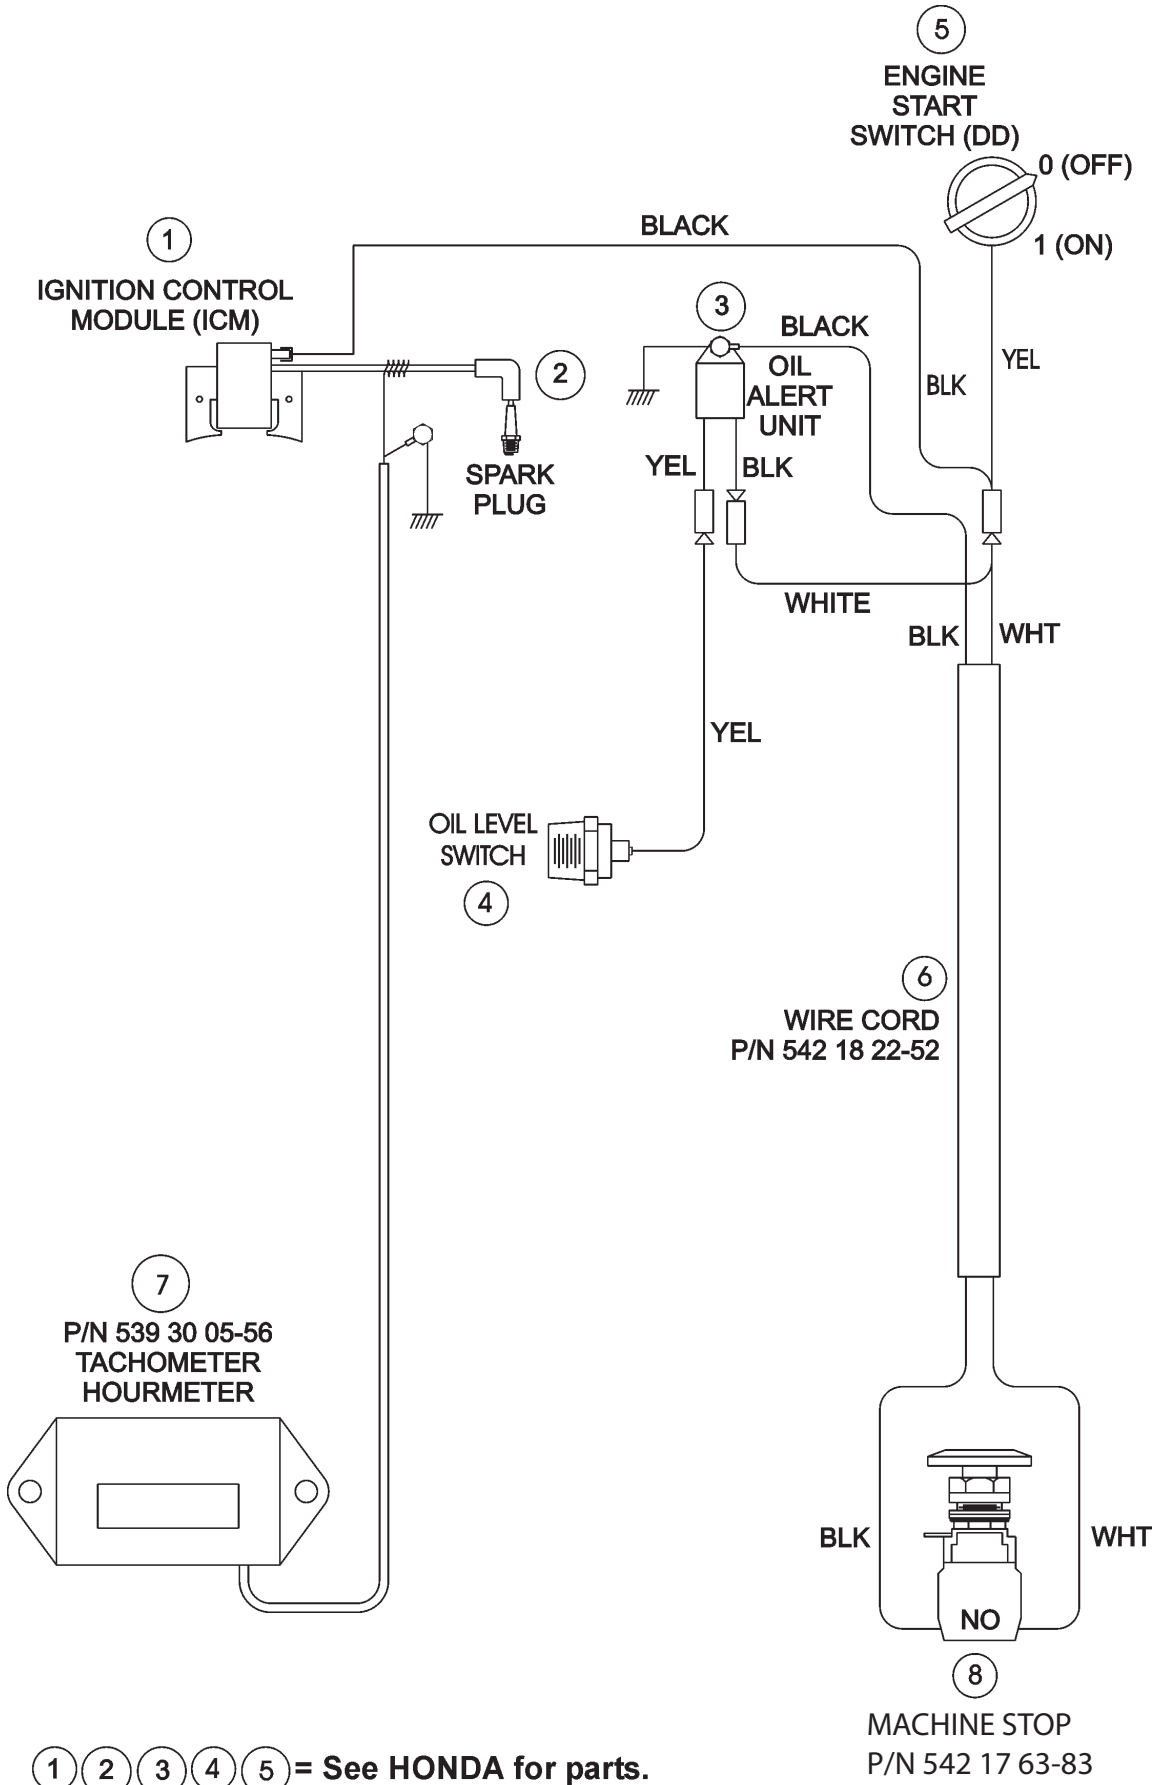 5
ENGINE
START
SWITCH (DD)
0 (OFF)
1 (ON)
BLACK
1
IGNITION CONTROL
MODULE (ICM)
3
BLACK
OIL
ALERT
UNIT
YEL
BLK
2
SPARK
PLUG
YEL
BLK
WHITE
BLK
WHT
YEL
OIL LEVEL
SWITCH
4
6
WIRE CORD
P/N 542 18 22-52
7
P/N 539 30 05-56
TACHOMETER
HOURMETER
BLK
WHT
NO
8
MACHINE STOP
P/N 542 17 63-83
1 2 3 4 5 = See HONDA for parts.